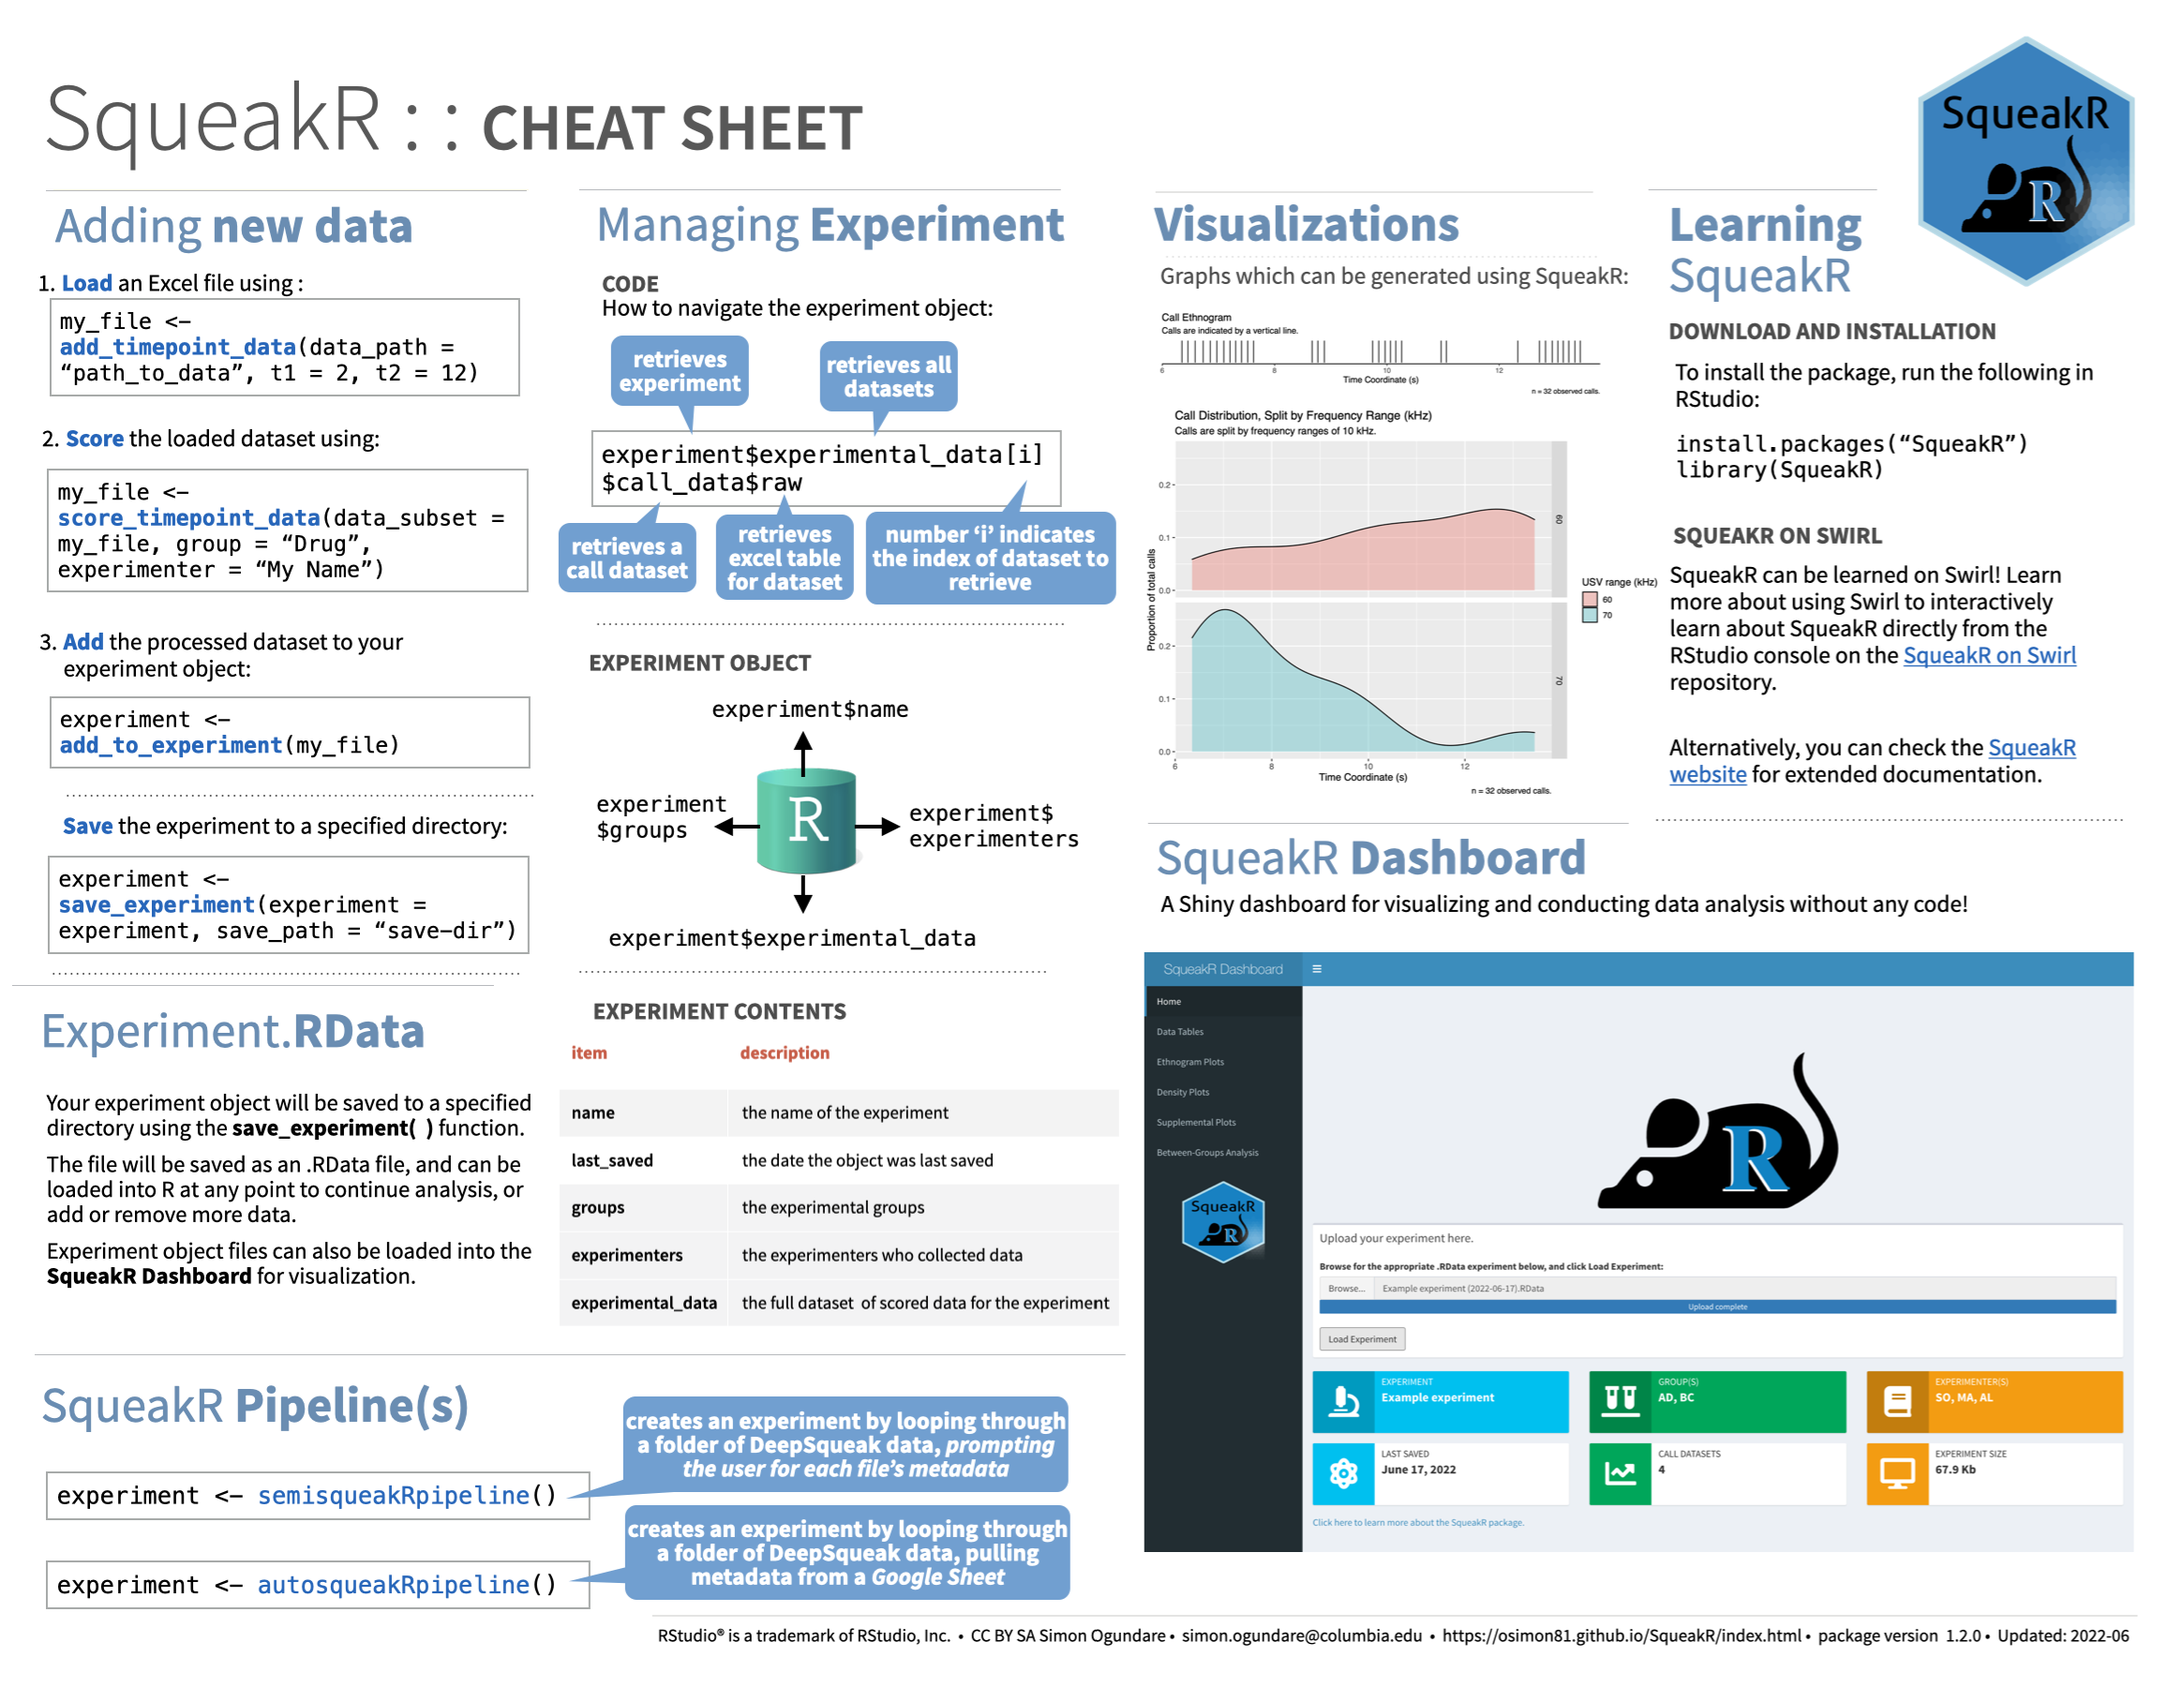 SqueakR : : CHEAT SHEET
SqueakR
R
Adding new data
1. Load an Excel file using :
my_file <-
add_timepoint_data(data_path =
“path_to_data”, t1 = 2, t2 = 12)
2. Score the loaded dataset using:
my_file <-
score_timepoint_data(data_subset =
my_file, group = “Drug”,
experimenter = “My Name”)
3. Add the processed dataset to your
experiment object:
experiment <-
add_to_experiment(my_file)
Save the experiment to a specified directory:
experiment <-
save_experiment(experiment =
experiment, save_path = “save-dir”)
Experiment.RData
Your experiment object will be saved to a specified
directory using the save_experiment( ) function.
The file will be saved as an .RData file, and can be
loaded into R at any point to continue analysis, or
add or remove more data.
Experiment object files can also be loaded into the
SqueakR Dashboard for visualization.
Managing Experiment
CODE
How to navigate the experiment object:
retrieves
experiment
retrieves all
datasets
experiment$experimental_data[i]
$call_data$raw
retrieves a
call dataset
retrieves
excel table
for dataset
number ‘i’ indicates
the index of dataset to
retrieve
EXPERIMENT OBJECT
experiment$name
experiment
$groups
R
experiment$
experimenters
experiment$experimental_data
EXPERIMENT CONTENTS
item description
name the name of the experiment
last_saved the date the object was last saved
groups the experimental groups
experimenters the experimenters who collected data
experimental_data the full dataset of scored data for the experiment
SqueakR Pipeline(s)
experiment <- semisqueakRpipeline()
creates an experiment by looping through
a folder of DeepSqueak data, prompting
the user for each file’s metadata
experiment <- autosqueakRpipeline()
creates an experiment by looping through
a folder of DeepSqueak data, pulling
metadata from a Google Sheet
Visualizations
Graphs which can be generated using SqueakR:
Call Ethnogram
Calls are indicated by a vertical line.
6 8 10 12
Time Coordinate (s)
n = 32 observed calls.
Call Distribution, Split by Frequency Range (kHz)
Calls are split by frequency ranges of 10 kHz.
Proportion of total calls
0.2
0.1
0.0
60
0.2
0.1
0.0
70
6 8 10 12
Time Coordinate (s)
n = 32 observed calls.
USV range (kHz)
60
70
Learning
SqueakR
DOWNLOAD AND INSTALLATION
To install the package, run the following in
RStudio:
install.packages(“SqueakR”)
library(SqueakR)
SQUEAKR ON SWIRL
SqueakR can be learned on Swirl! Learn
more about using Swirl to interactively
learn about SqueakR directly from the
RStudio console on the SqueakR on Swirl
repository.
Alternatively, you can check the SqueakR
website for extended documentation.
SqueakR Dashboard
A Shiny dashboard for visualizing and conducting data analysis without any code!
SqueakR Dashboard
Home
Data Tables
Ethnogram Plots
Density Plots
Supplemental Plots
Between-Groups Analysis
SqueakR
R
R
Upload your experiment here.
Browse for the appropriate .RData experiment below, and click Load Experiment:
Browse... Example experiment (2022-06-17).RData
Upload complete
Load Experiment
EXPERIMENT
Example experiment
GROUP(S)
AD, BC
EXPERIMENTER(S)
SO, MA, AL
LAST SAVED
June 17, 2022
CALL DATASETS
4
EXPERIMENT SIZE
67.9 Kb
Click here to learn more about the SqueakR package.
RStudio® is a trademark of RStudio, Inc. • CC BY SA Simon Ogundare • simon.ogundare@columbia.edu • https://osimon81.github.io/SqueakR/index.html • package version 1.2.0 • Updated: 2022-06